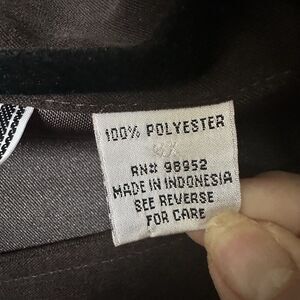 100% POLYESTER
RN# 98952
MADE IN INDONESIA
SEE REVERSE
FOR CARE